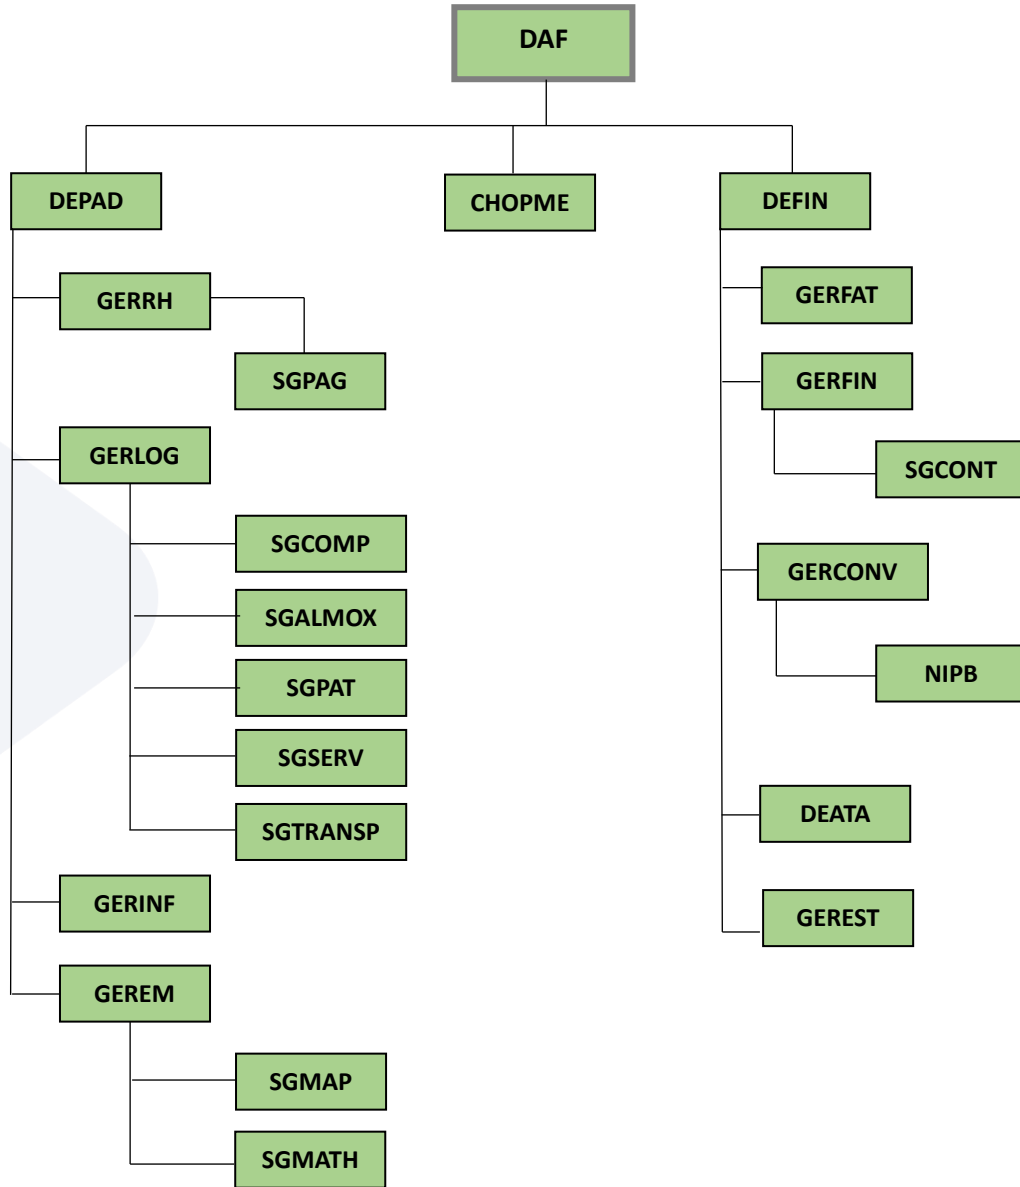 DAF
DEPAD
CHOPME
DEFIN
GERRH
SGPAG
GERLOG
SGCOMP
SGALMOX
SGPAT
SGSERV
SGTRANSP
GERINF
GEREM
SGMAP
SGMATH
GERFAT
GERFIN
SGCONT
GERCONV
NIPB
DEATA
GEREST